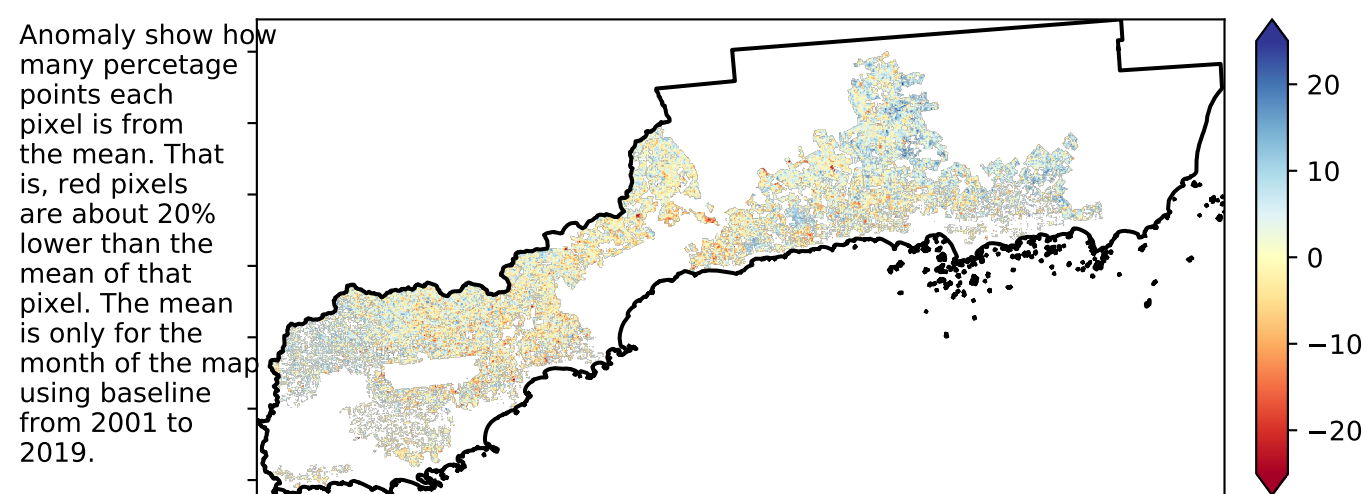 Anomaly show how
many percetage
points each
pixel is from
the mean. That
is, red pixels
are about 20%
lower than the
mean of that
pixel. The mean
is only for the
month of the map
using baseline
from 2001 to
2019.
20
10
0
−10
−20